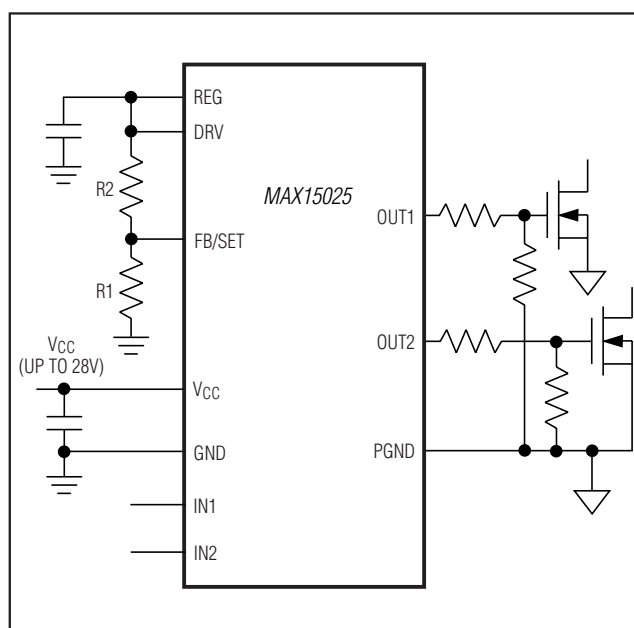 REG
DRV
R2
MAX15025
OUT1
FB/SET
R1
OUT2
VCC
(UP TO 28V)
VCC
GND
PGND
IN1
IN2